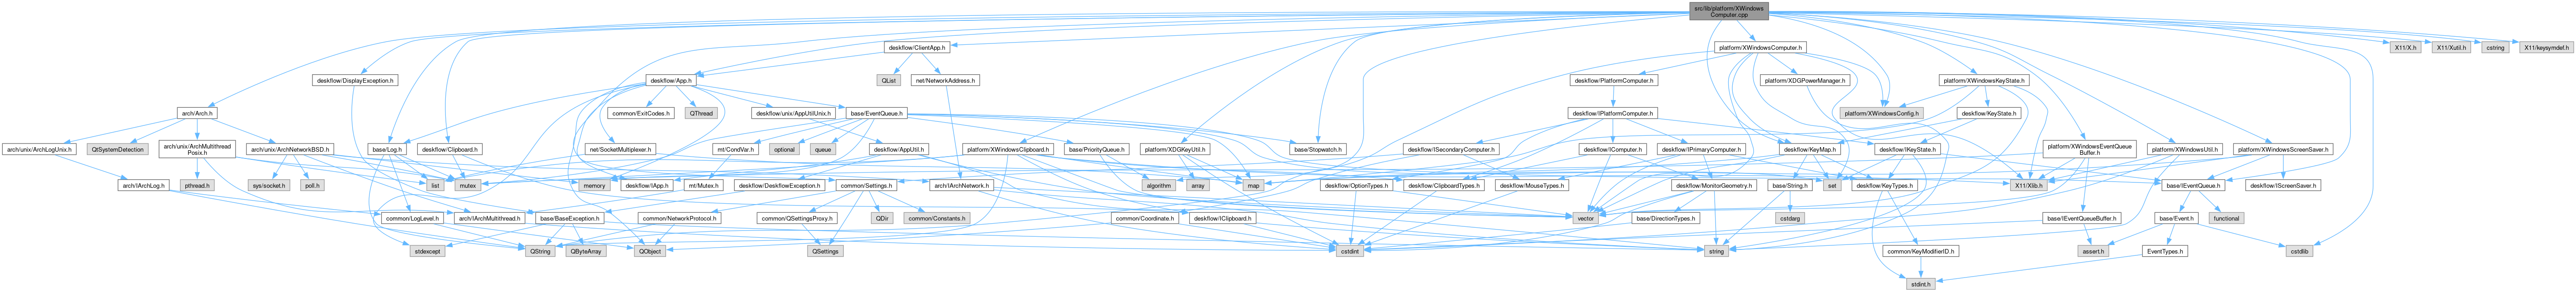 src/lib/platform/XWindows
Computer.cpp
deskflow/ClientApp.h
platform/XWindowsComputer.h
X11/X.h
X11/Xutil.h
cstring
X11/keysymdef.h
deskflow/DisplayException.h
deskflow/App.h
QList
net/NetworkAddress.h
deskflow/PlatformComputer.h
platform/XDGPowerManager.h
platform/XWindowsKeyState.h
arch/Arch.h
common/ExitCodes.h
QThread
deskflow/unix/AppUtilUnix.h
base/EventQueue.h
deskflow/IPlatformComputer.h
platform/XWindowsConfig.h
deskflow/KeyState.h
arch/unix/ArchLogUnix.h
QtSystemDetection
arch/unix/ArchMultithread
Posix.h
arch/unix/ArchNetworkBSD.h
base/Log.h
deskflow/Clipboard.h
net/SocketMultiplexer.h
mt/CondVar.h
optional
queue
deskflow/AppUtil.h
platform/XWindowsClipboard.h
base/PriorityQueue.h
platform/XDGKeyUtil.h
base/Stopwatch.h
deskflow/ISecondaryComputer.h
deskflow/IComputer.h
deskflow/IPrimaryComputer.h
deskflow/KeyMap.h
deskflow/IKeyState.h
platform/XWindowsEventQueue
Buffer.h
platform/XWindowsUtil.h
platform/XWindowsScreenSaver.h
arch/IArchLog.h
pthread.h
sys/socket.h
poll.h
list
mutex
memory
deskflow/IApp.h
mt/Mutex.h
deskflow/DeskflowException.h
common/Settings.h
arch/IArchNetwork.h
algorithm
array
map
deskflow/OptionTypes.h
deskflow/ClipboardTypes.h
deskflow/MouseTypes.h
deskflow/MonitorGeometry.h
base/String.h
set
deskflow/KeyTypes.h
X11/Xlib.h
base/IEventQueue.h
deskflow/IScreenSaver.h
common/LogLevel.h
arch/IArchMultithread.h
base/BaseException.h
common/NetworkProtocol.h
common/QSettingsProxy.h
QDir
common/Constants.h
deskflow/IClipboard.h
common/Coordinate.h
vector
base/DirectionTypes.h
cstdarg
base/IEventQueueBuffer.h
base/Event.h
functional
stdexcept
QString
QByteArray
QObject
QSettings
cstdint
string
common/KeyModifierID.h
assert.h
EventTypes.h
cstdlib
stdint.h